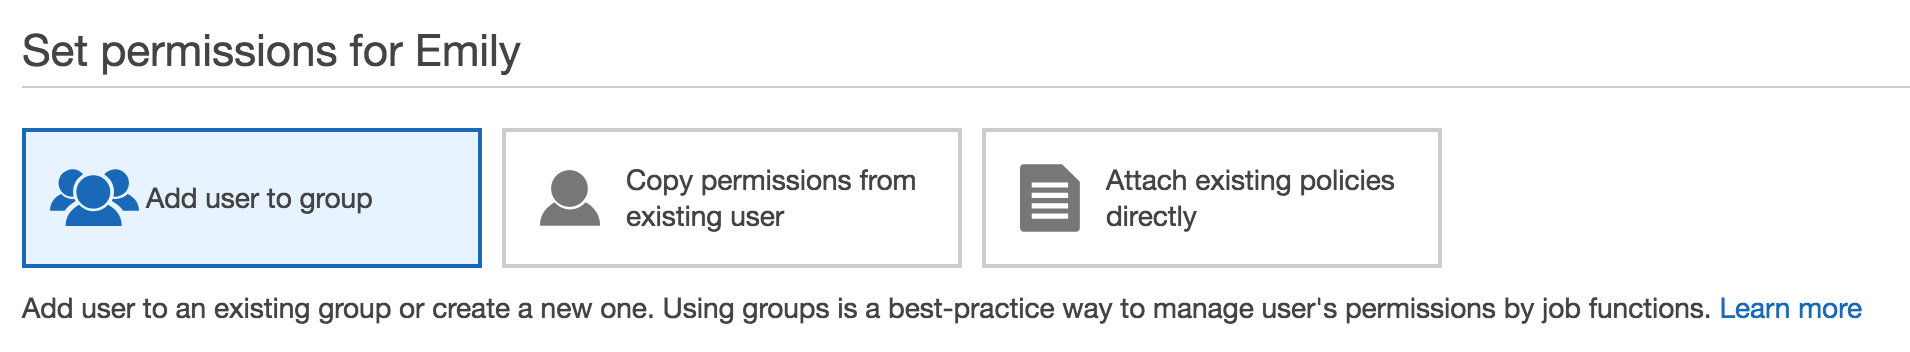 Set permissions for Emily
Add user to group
Copy permissions from
existing user
Attach existing policies
directly
Add user to an existing group or create a new one. Using groups is a best-practice way to manage user's permissions by job functions. Learn more